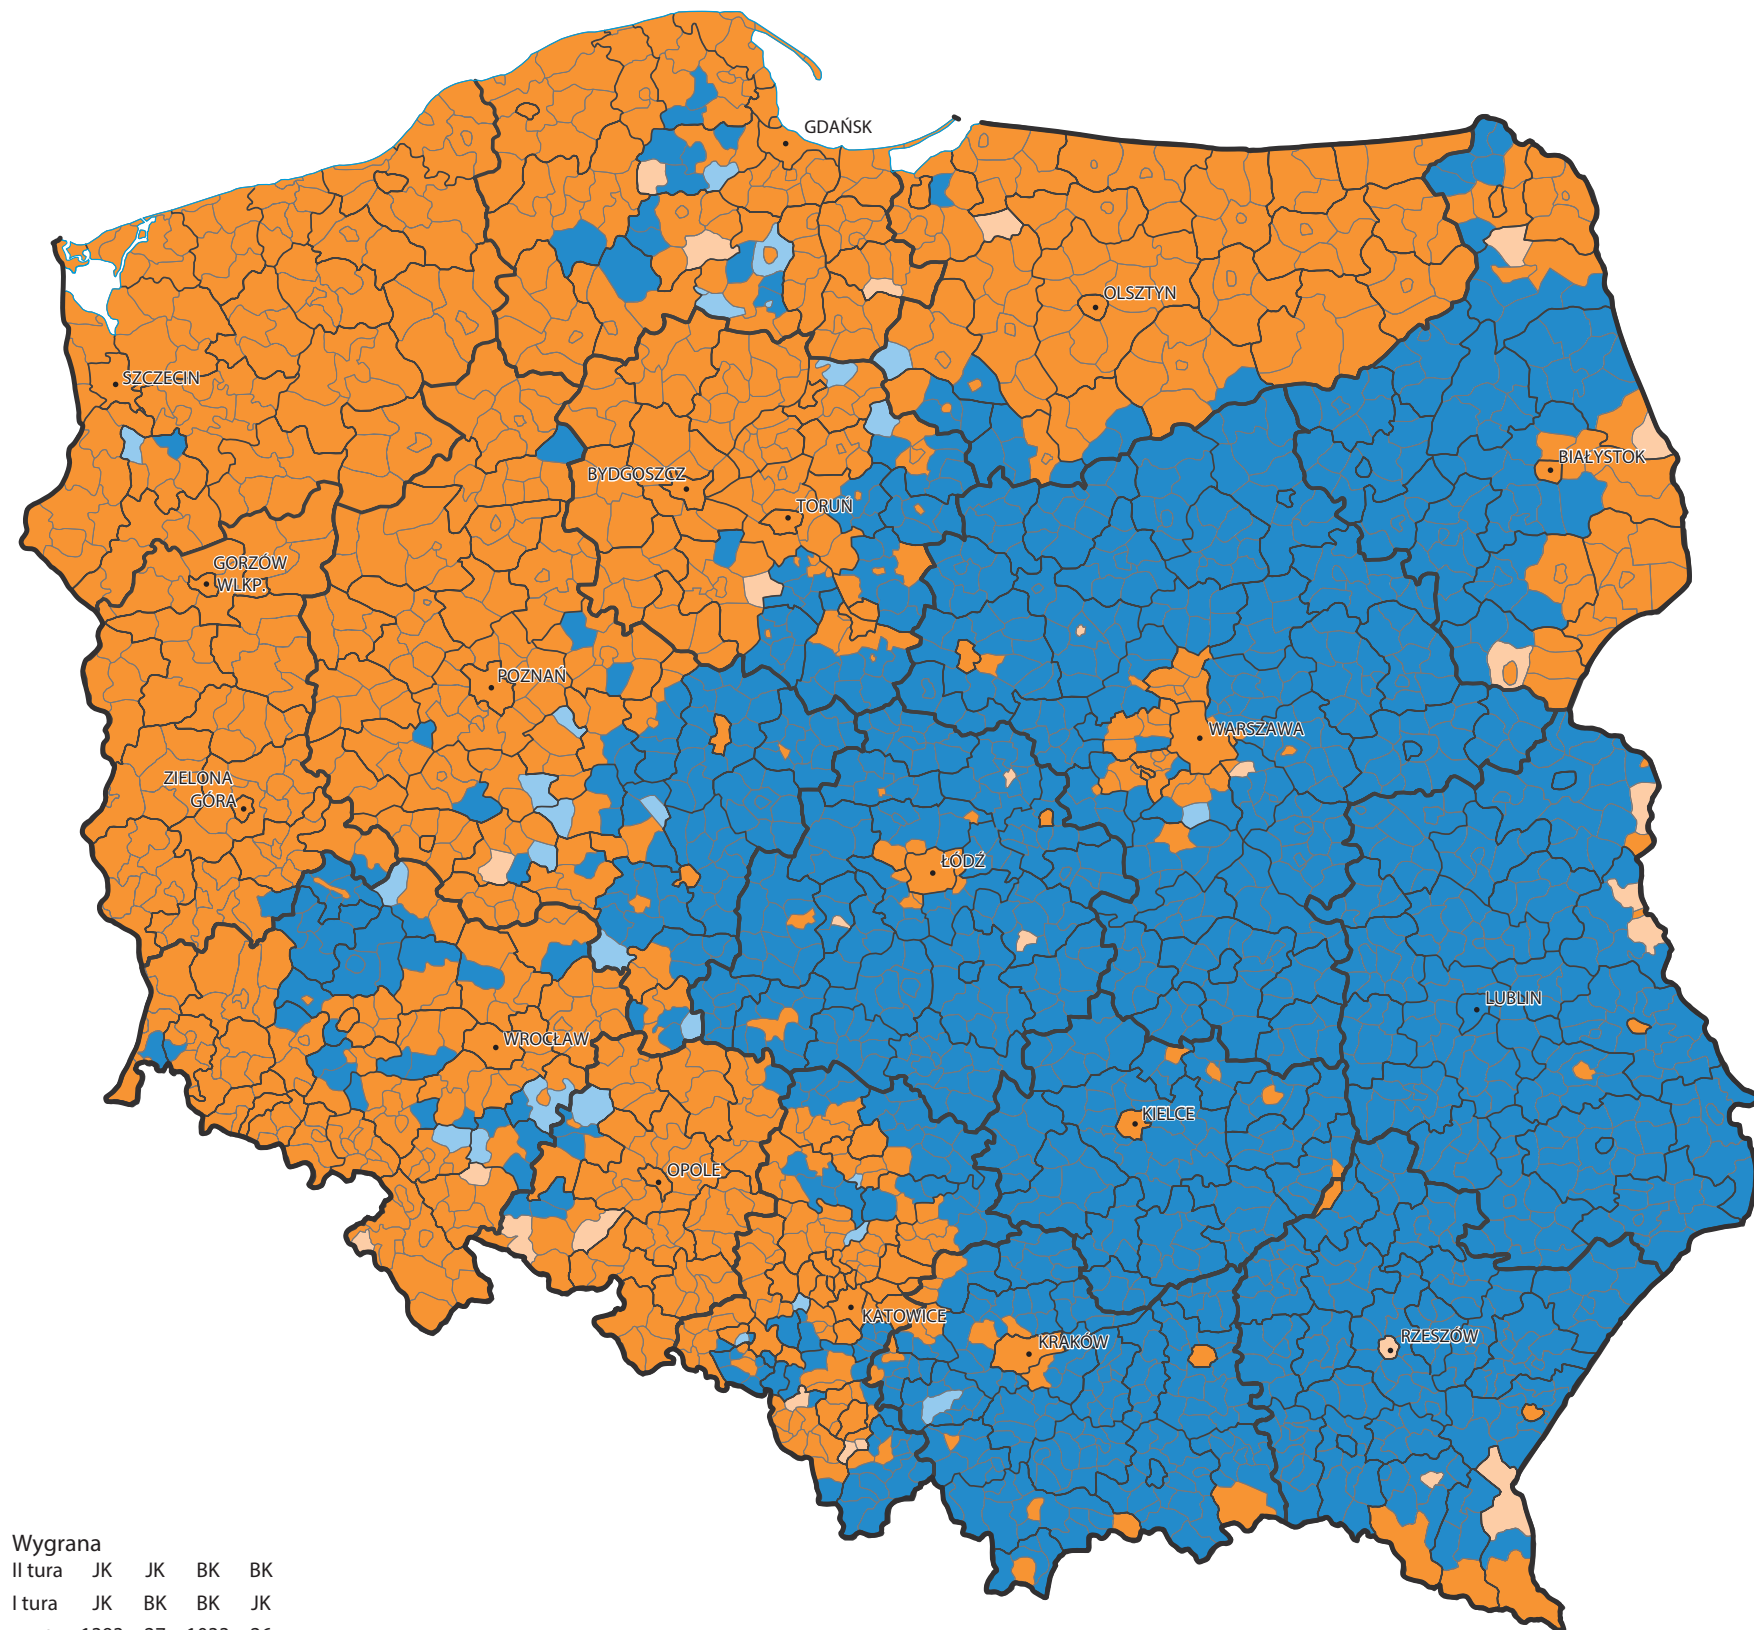 GDAŃSK
OLSZTYN
SZCZECIN
BIAŁYSTOK
BYDGOSZCZ
TORUŃ
GORZÓW
WLKP.
POZNAŃ
WARSZAWA
ZIELONA
GÓRA
ŁÓDŹ
LUBLIN
WROCŁAW
KIELCE
OPOLE
KATOWICE
KRAKÓW
RZESZÓW
Wygrana
II tura JK JK BK BK
I tura JK BK BK JK